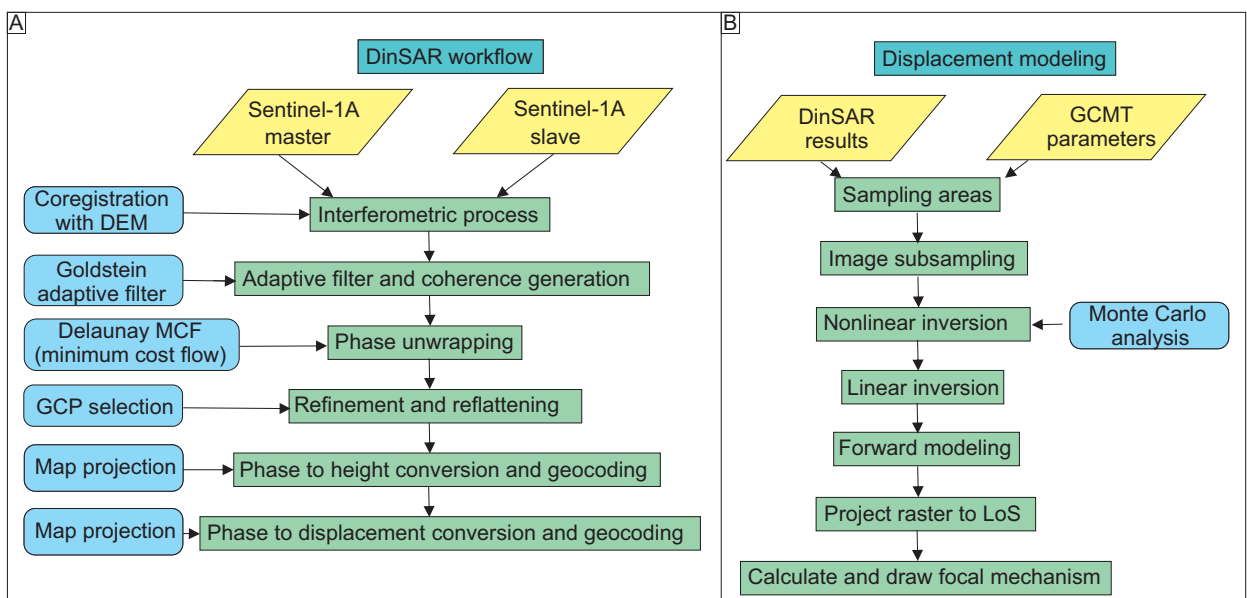 A
DinSAR workflow
Sentinel-1A
master
Sentinel-1A
slave
Coregistration
with DEM
Interferometric process
Goldstein
adaptive filter
Adaptive filter and coherence generation
Delaunay MCF
(minimum cost flow)
Phase unwrapping
GCP selection
Refinement and reflattening
Map projection
Phase to height conversion and geocoding
Map projection
Phase to displacement conversion and geocoding
B
Displacement modeling
DinSAR
results
GCMT
parameters
Sampling areas
Image subsampling
Nonlinear inversion
Monte Carlo
analysis
Linear inversion
Forward modeling
Project raster to LoS
Calculate and draw focal mechanism